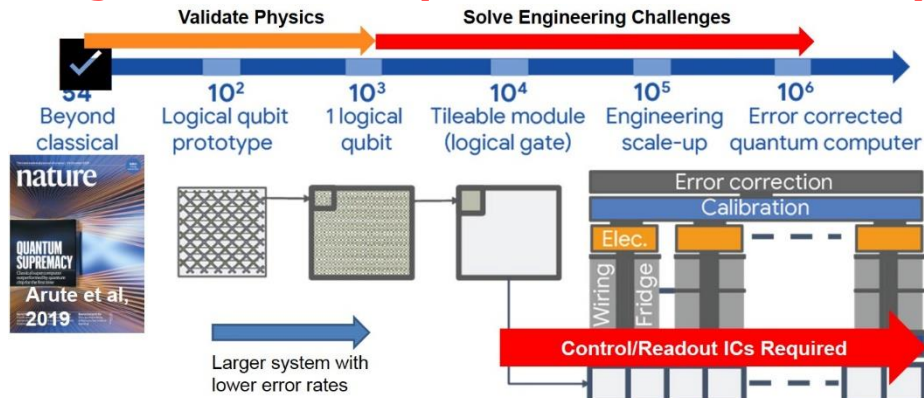 Validate Physics
Solve Engineering Challenges
54
10²
10³
10⁴
10⁵
10⁶
Beyond
classical
Logical qubit
prototype
1 logical
qubit
Tileable module
(logical gate)
Engineering
scale-up
Error corrected
quantum computer
nature
QUANTUM
SUPREMACY
Arute et al,
2019
Error correction
Calibration
Elec.
Wiring
Fridge
Larger system with
lower error rates
Control/Readout ICs Required